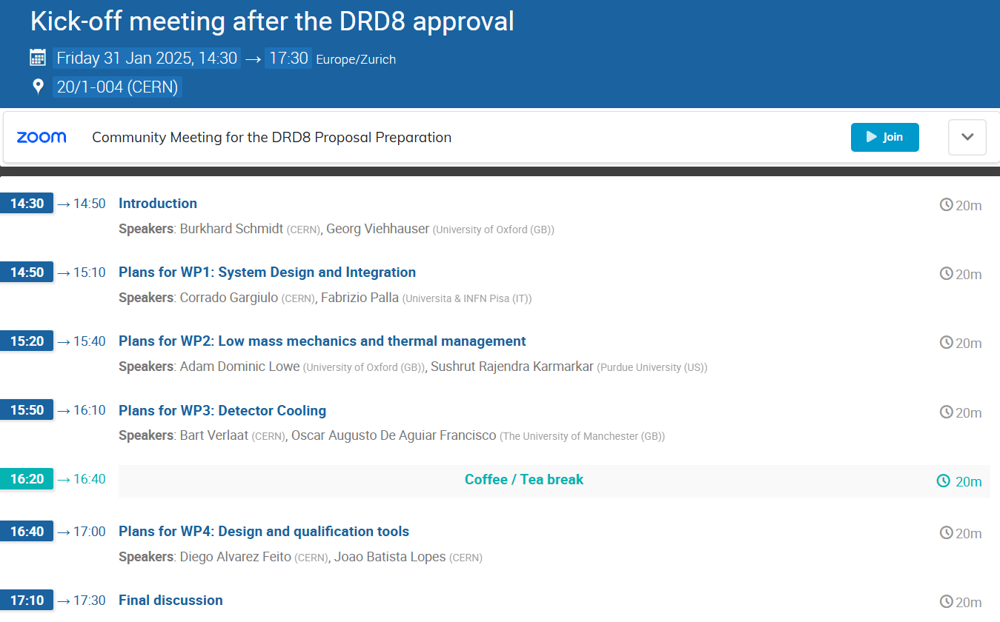 Kick-off meeting after the DRD8 approval
Friday 31 Jan 2025, 14:30 → 17:30 Europe/Zurich
20/1-004 (CERN)
zoom Community Meeting for the DRD8 Proposal Preparation Join
14:30 → 14:50 Introduction 20m
Speakers: Burkhard Schmidt (CERN), Georg Viehhauser (University of Oxford (GB))
14:50 → 15:10 Plans for WP1: System Design and Integration 20m
Speakers: Corrado Gargiulo (CERN), Fabrizio Palla (Universita & INFN Pisa (IT))
15:20 → 15:40 Plans for WP2: Low mass mechanics and thermal management 20m
Speakers: Adam Dominic Lowe (University of Oxford (GB)), Sushrut Rajendra Karmarkar (Purdue University (US))
15:50 → 16:10 Plans for WP3: Detector Cooling 20m
Speakers: Bart Verlaat (CERN), Oscar Augusto De Aguiar Francisco (The University of Manchester (GB))
16:20 → 16:40 Coffee / Tea break 20m
16:40 → 17:00 Plans for WP4: Design and qualification tools 20m
Speakers: Diego Alvarez Feito (CERN), Joao Batista Lopes (CERN)
17:10 → 17:30 Final discussion 20m